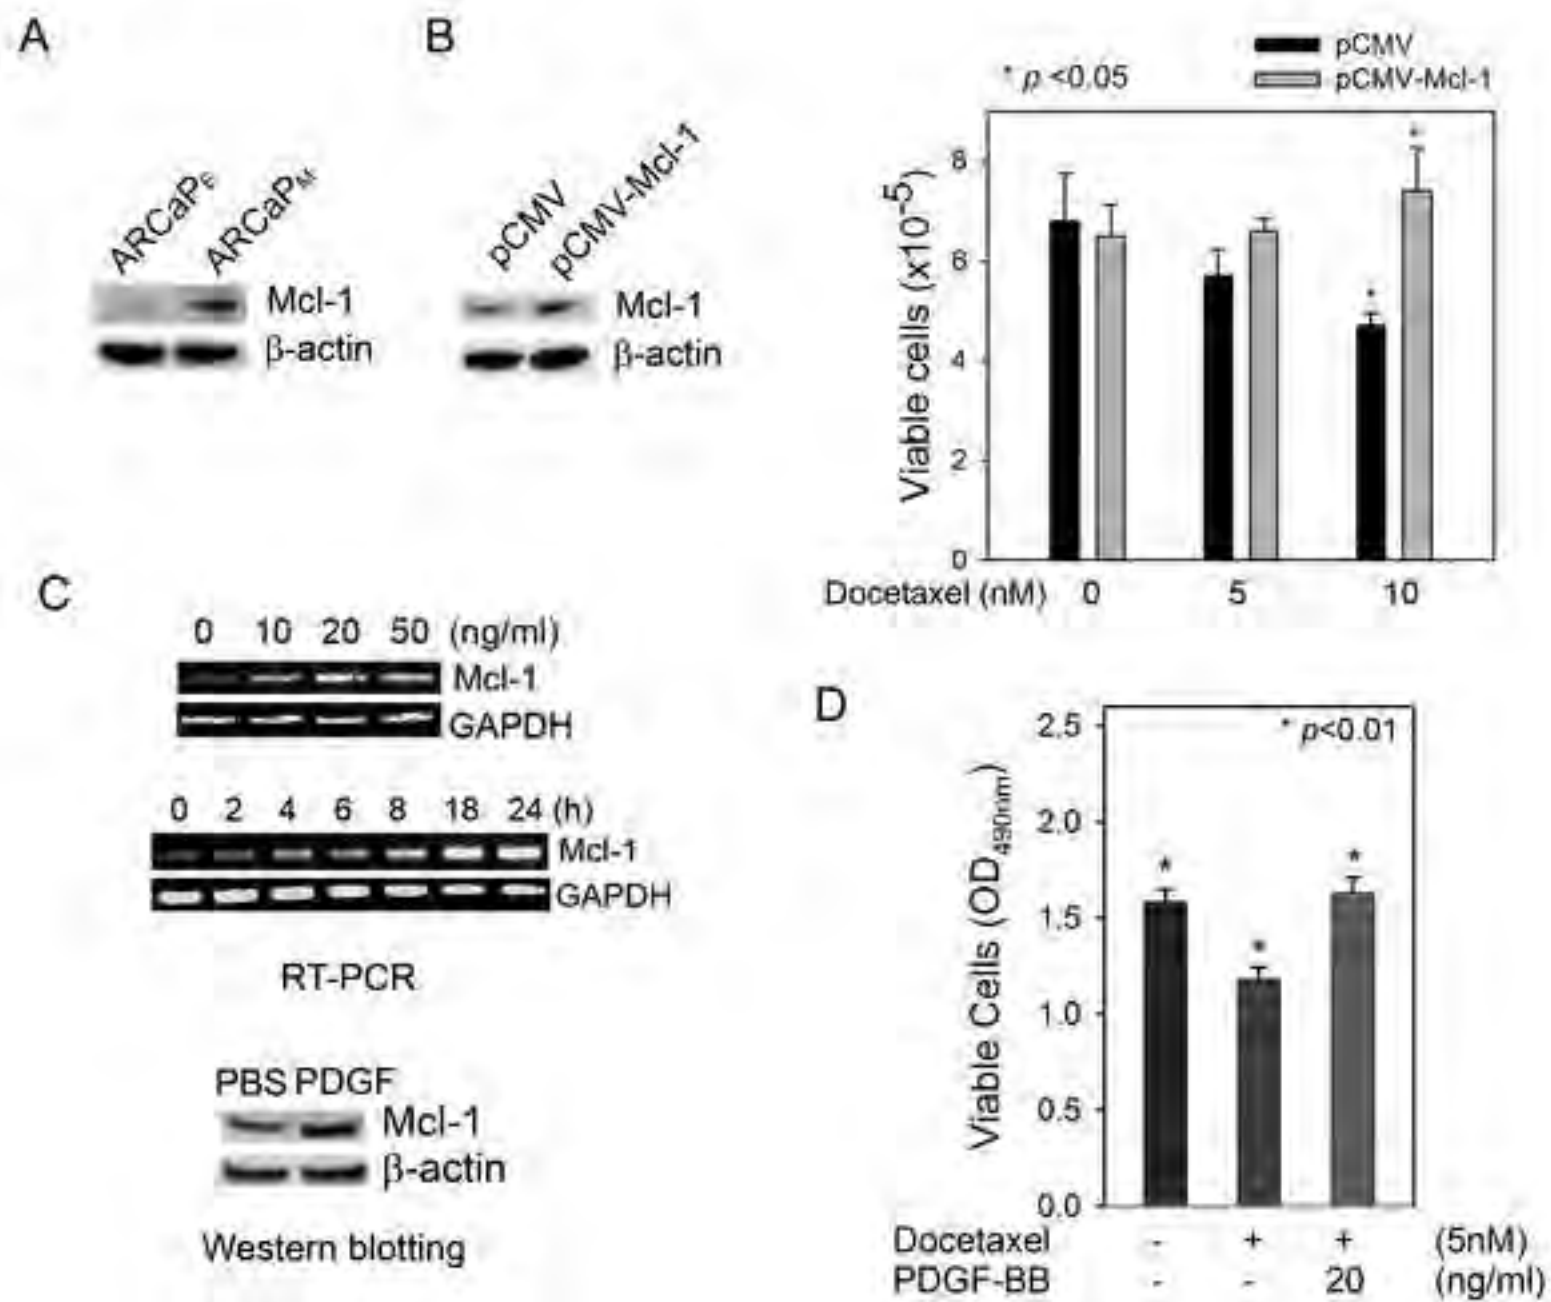 A
ARCaP_E
ARCaP_M
Mcl-1
β-actin
B
pCMV
pCMV-Mcl-1
Mcl-1
β-actin
* p <0.05
pCMV
pCMV-Mcl-1
Viable cells (x10⁻⁵)
8
6
4
2
0
*
*
Docetaxel (nM) 0 5 10
C
0 10 20 50 (ng/ml)
Mcl-1
GAPDH
0 2 4 6 8 18 24 (h)
Mcl-1
GAPDH
RT-PCR
PBS PDGF
Mcl-1
β-actin
Western blotting
D
* p<0.01
Viable Cells (OD₄₉₀ₙₘ)
2.5
2.0
1.5
1.0
0.5
0.0
* * *
Docetaxel - + + (5nM)
PDGF-BB - - 20 (ng/ml)